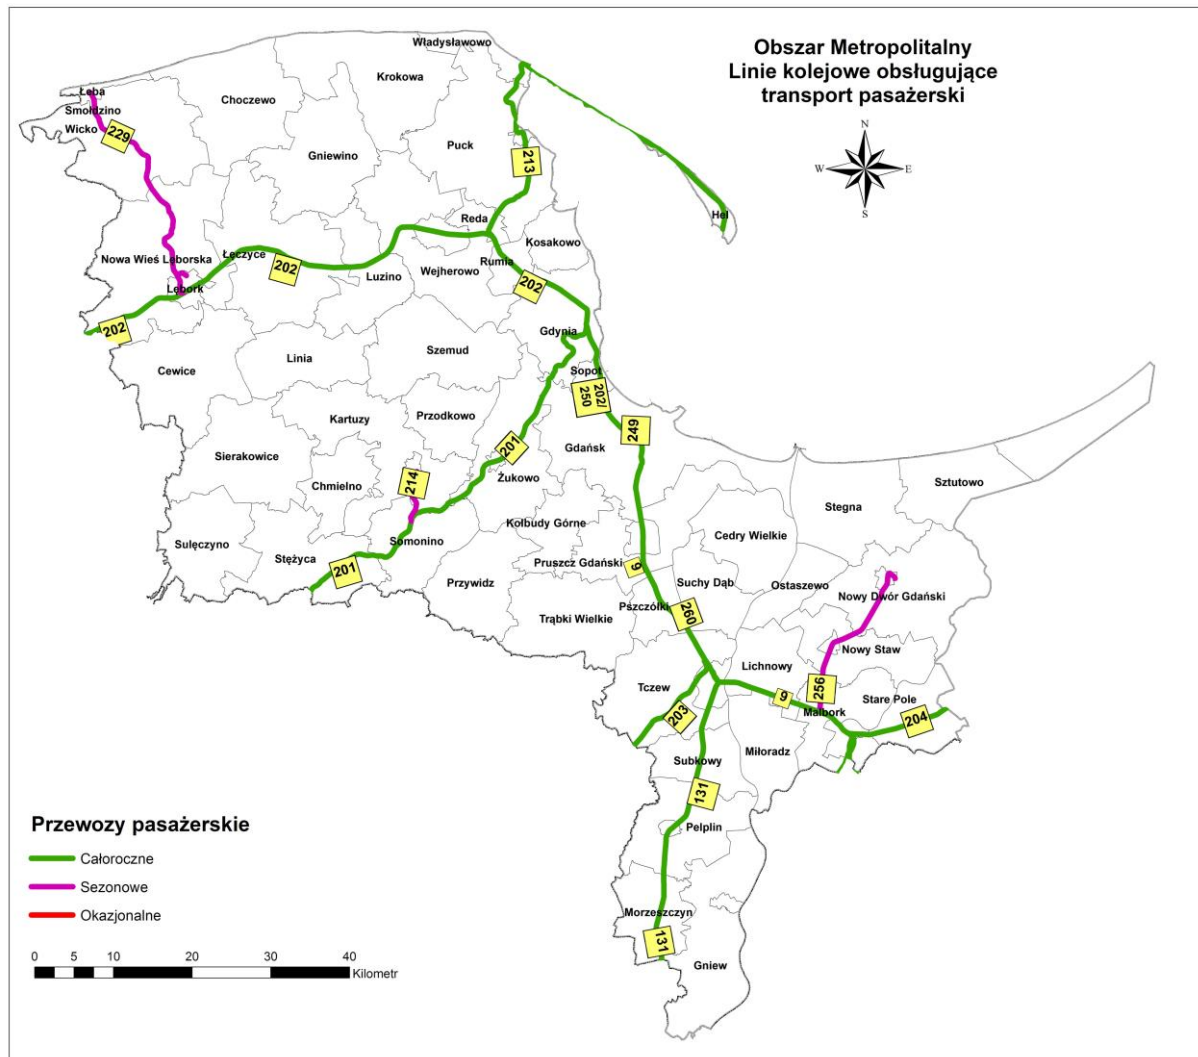 Obszar Metropolitalny
Linie kolejowe obsługujące
transport pasażerski
N
W
E
S
Władysławowo
Krokowa
Łeba
Choczewo
Smołdzino
Wicko
229
Gniewino
Puck
213
Hel
Reda
Kosakowo
Nowa Wieś Lęborska
Łęczyce
202
Luzino
Wejherowo
Rumia
202
Lębork
202
Gdynia
Cewice
Linia
Szemud
Sopot
202/
250
Kartuzy
Przodkowo
249
Gdańsk
201
Sierakowice
Chmielno
214
Żukowo
Sztutowo
Stegna
Kolbudy Górne
Cedry Wielkie
Sulęczyno
Stężyca
Somonino
201
Pruszcz Gdański
9
Przywidz
Suchy Dąb
Ostaszewo
Nowy Dwór Gdański
Pszczółki
260
Trąbki Wielkie
Nowy Staw
Lichnowy
Tczew
256
9
Malbork
Stare Pole
204
203
Subkowy
Miłoradz
131
Pelplin
Morzeszczyn
131
Gniew
Przewozy pasażerskie
Całoroczne
Sezonowe
Okazjonalne
0 5 10 20 30 40
Kilometr